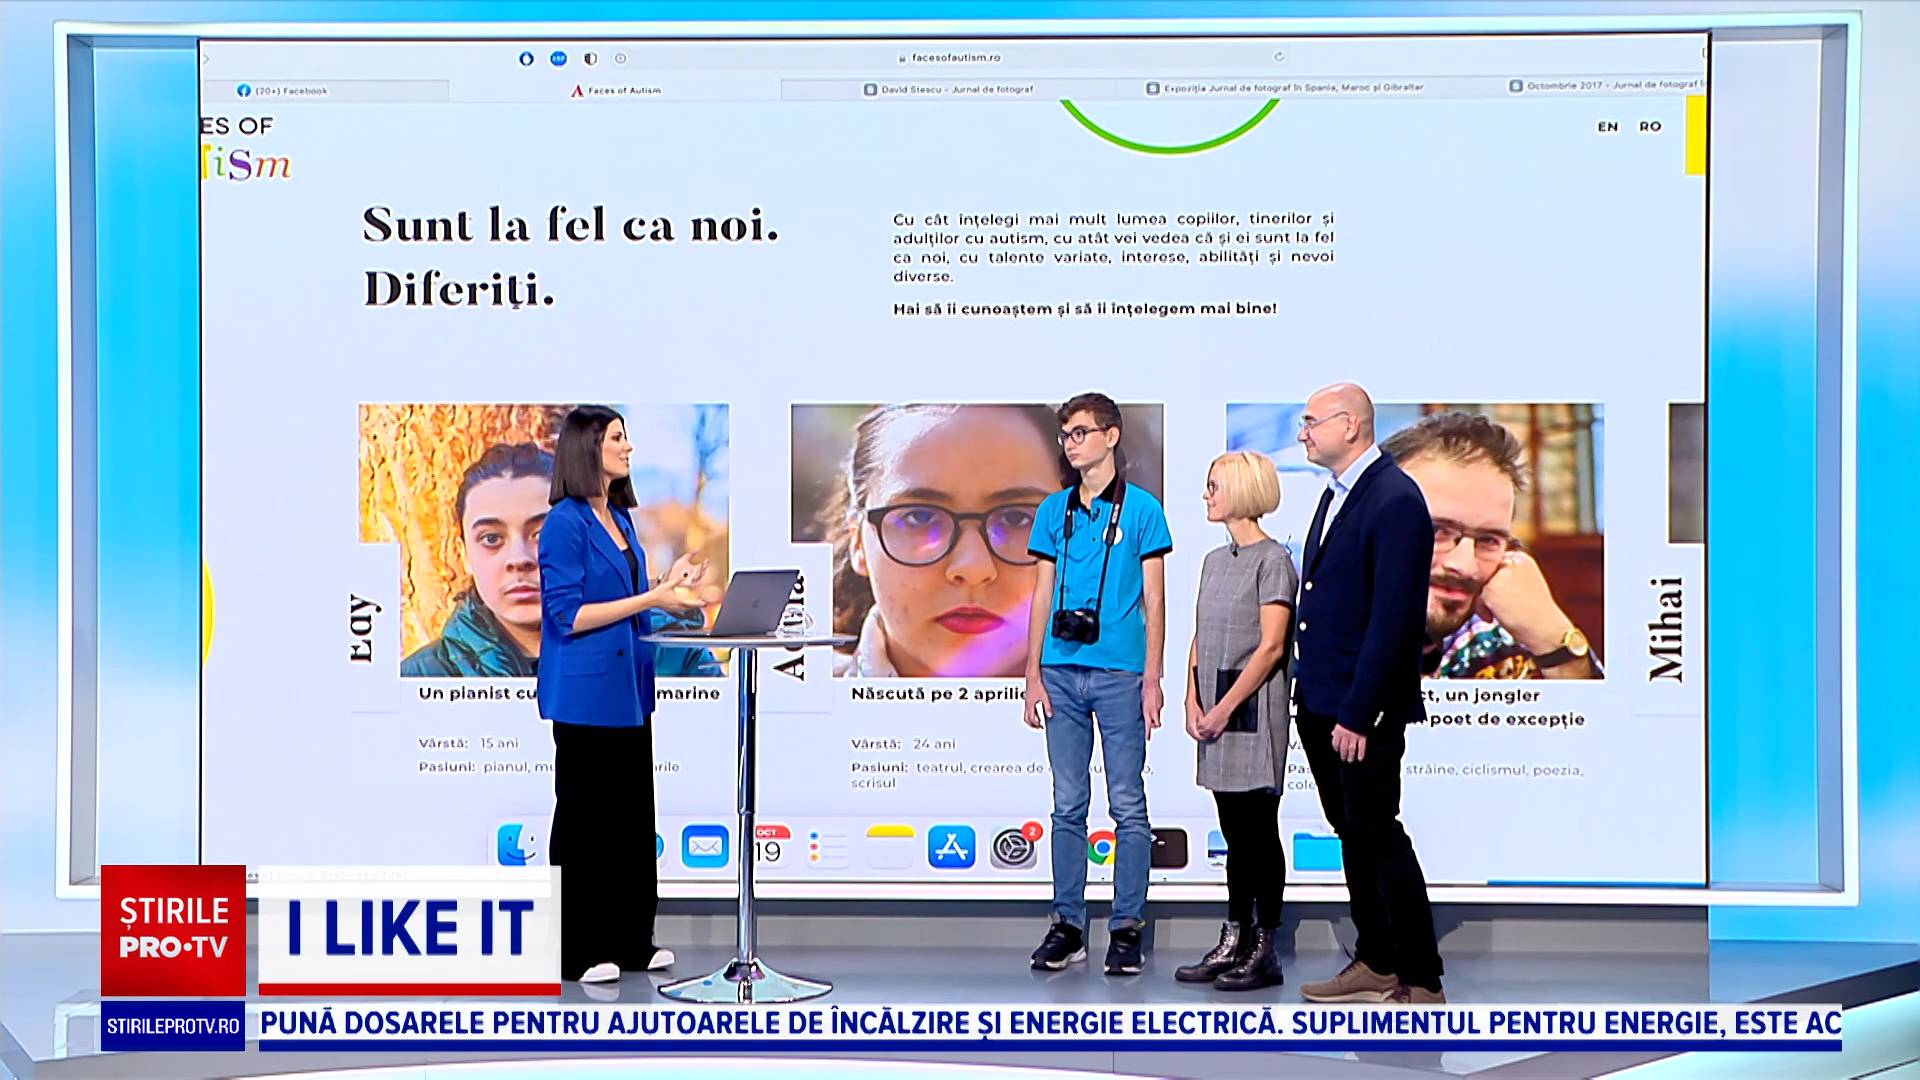 facesofautism.ro
(20+) Facebook
Faces of Autism
David Stescu - Jurnal de fotograf
Expoziția Jurnal de fotograf în Spania, Maroc și Gibraltar
Octombrie 2017 - Jurnal de fotograf
ES OF
TiSm
EN RO
Sunt la fel ca noi.
Diferiți.
Cu cât înțelegi mai mult lumea copiilor, tinerilor și
adulților cu autism, cu atât vei vedea că și ei sunt la fel
ca noi, cu talente variate, interese, abilități și nevoi
diverse.
Hai să îi cunoaștem și să îi înțelegem mai bine!
Edy
Mihai
Un pianist cu marine
Vârstă: 15 ani
Pasiuni: pianul,
Născută pe 2 aprilie
Vârstă: 24 ani
Pasiuni: teatrul, crearea de
scrisul
un jongler
poet de excepție
străine, ciclismul, poezia,
OCT
19
2
ȘTIRILE
PRO•TV
I LIKE IT
STIRILEPROTV.RO
PUNĂ DOSARELE PENTRU AJUTOARELE DE ÎNCĂLZIRE ȘI ENERGIE ELECTRICĂ. SUPLIMENTUL PENTRU ENERGIE, ESTE AC